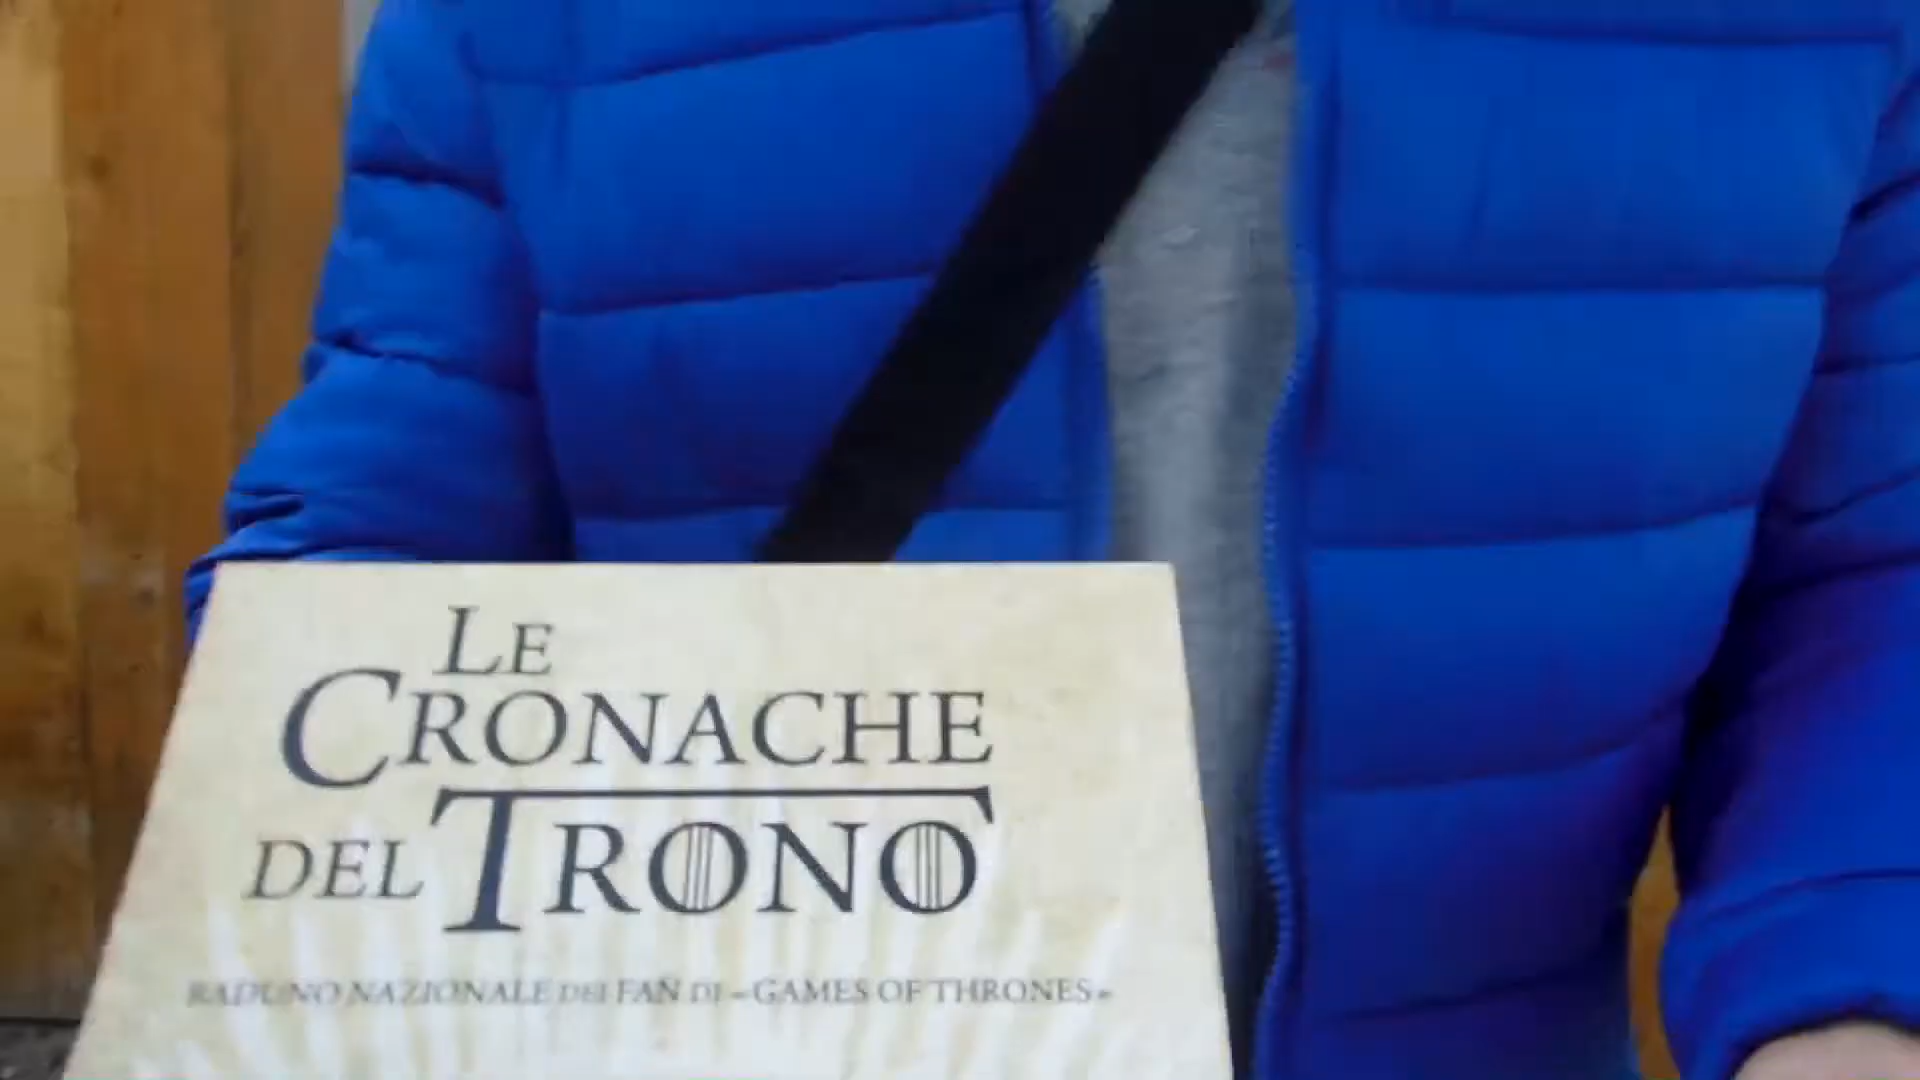 LE
CRONACHE
DEL TRONO
RADUNO NAZIONALE DEI FAN DI «GAMES OF THRONES»